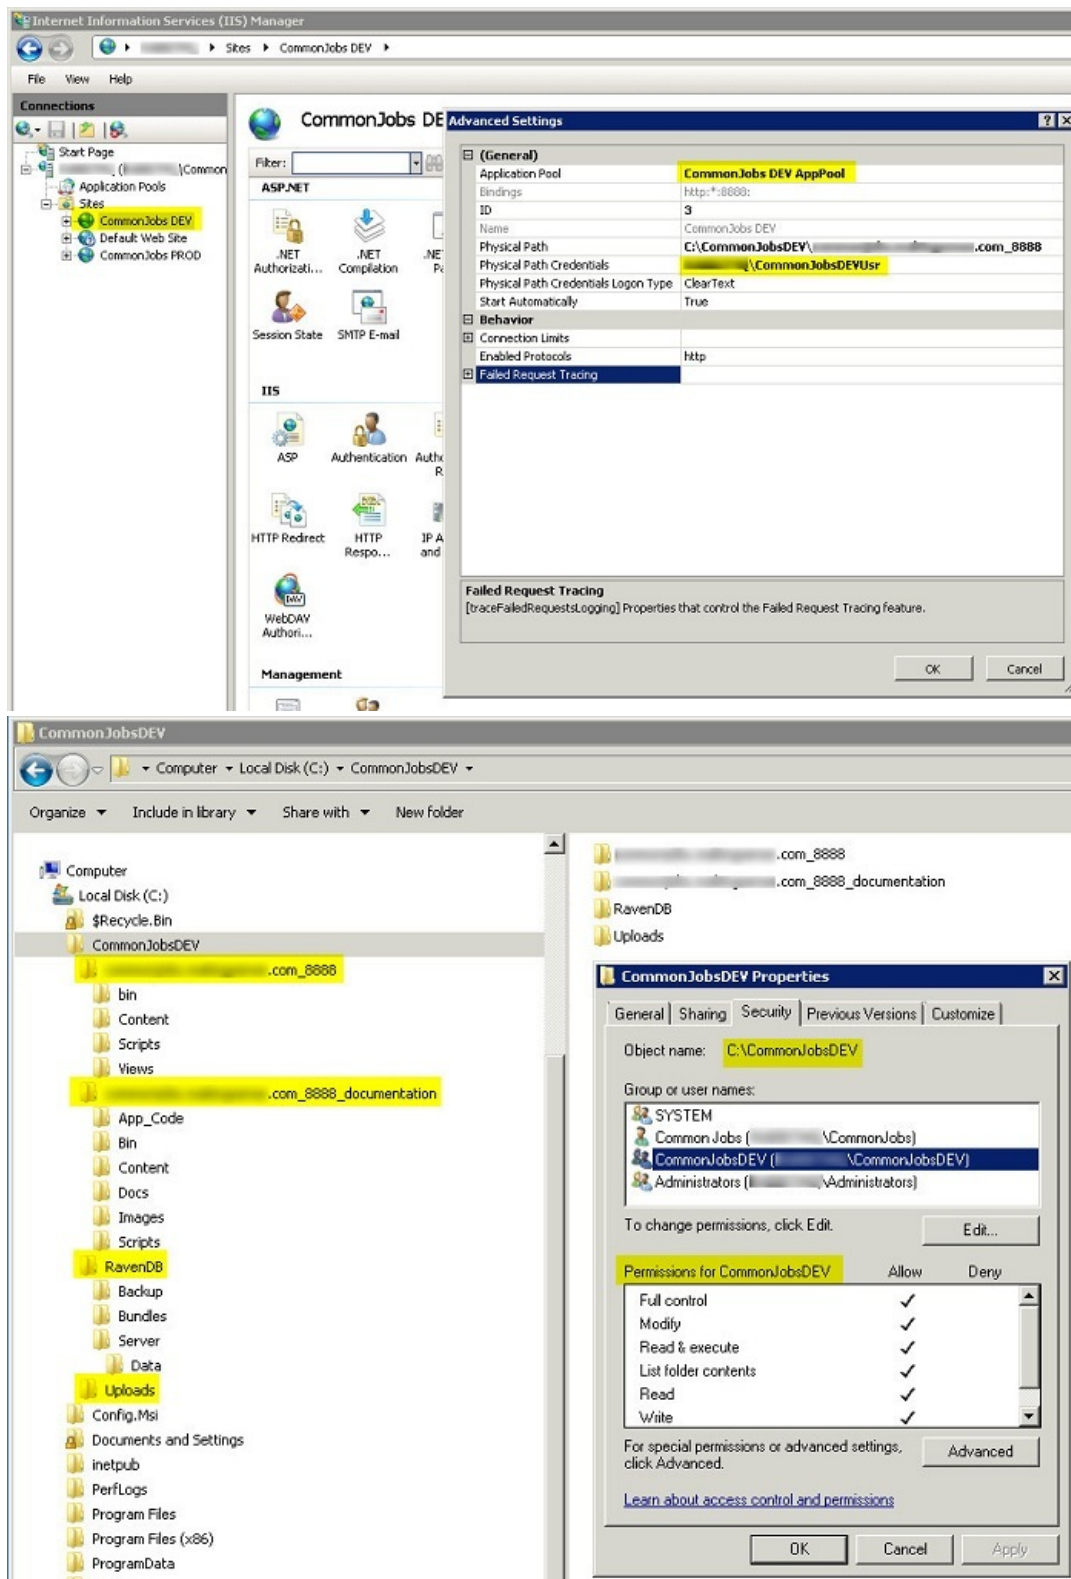 Internet Information Services (IIS) Manager
Sites CommonJobs DEV
File View Help
Connections
Start Page
( \Common
Application Pools
Sites
CommonJobs DEV
Default Web Site
CommonJobs PROD
CommonJobs DE
Filter:
ASP.NET
.NET Authorizati...
.NET Compilation
.NE
Session State
SMTP E-mail
IIS
ASP
Authentication
Autho
R
HTTP Redirect
HTTP Respo...
IP A
and
WebDAV Authori...
Management
Advanced Settings
(General)
Application Pool CommonJobs DEV AppPool
Bindings http:*:8888:
ID 3
Name CommonJobs DEV
Physical Path C:\CommonJobsDEV\ .com_8888
Physical Path Credentials \CommonJobsDEVUsr
Physical Path Credentials Logon Type ClearText
Start Automatically True
Behavior
Connection Limits
Enabled Protocols http
Failed Request Tracing
Failed Request Tracing
[traceFailedRequestsLogging] Properties that control the Failed Request Tracing feature.
OK Cancel
CommonJobsDEV
Computer Local Disk (C:) CommonJobsDEV
Organize Include in library Share with New folder
Computer
Local Disk (C:)
$Recycle.Bin
CommonJobsDEV
.com_8888
bin
Content
Scripts
Views
.com_8888_documentation
App_Code
Bin
Content
Docs
Images
Scripts
RavenDB
Backup
Bundles
Server
Data
Uploads
Config.Msi
Documents and Settings
inetpub
PerfLogs
Program Files
Program Files (x86)
ProgramData
.com_8888
.com_8888_documentation
RavenDB
Uploads
CommonJobsDEV Properties
General Sharing Security Previous Versions Customize
Object name: C:\CommonJobsDEV
Group or user names:
SYSTEM
Common Jobs ( \CommonJobs)
CommonJobsDEV ( \CommonJobsDEV)
Administrators ( \Administrators)
To change permissions, click Edit.
Edit...
Permissions for CommonJobsDEV Allow Deny
Full control
Modify
Read & execute
List folder contents
Read
Write
For special permissions or advanced settings,
click Advanced.
Advanced
Learn about access control and permissions
OK Cancel Apply